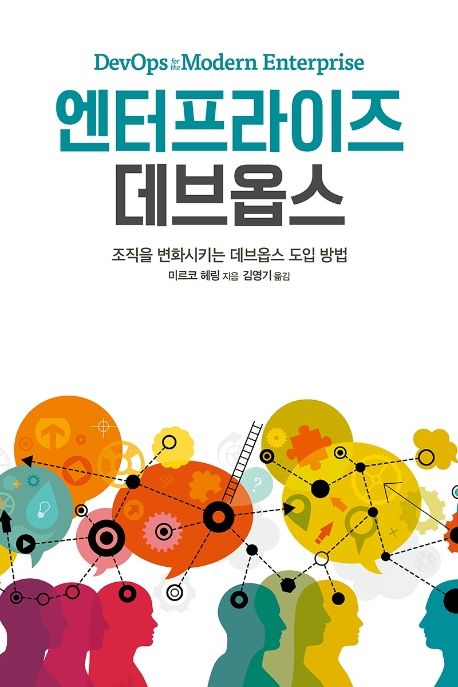 DevOps for the Modern Enterprise
엔터프라이즈
데브옵스
조직을 변화시키는 데브옵스 도입 방법
미르코 헤링 지음 김영기 옮김
?